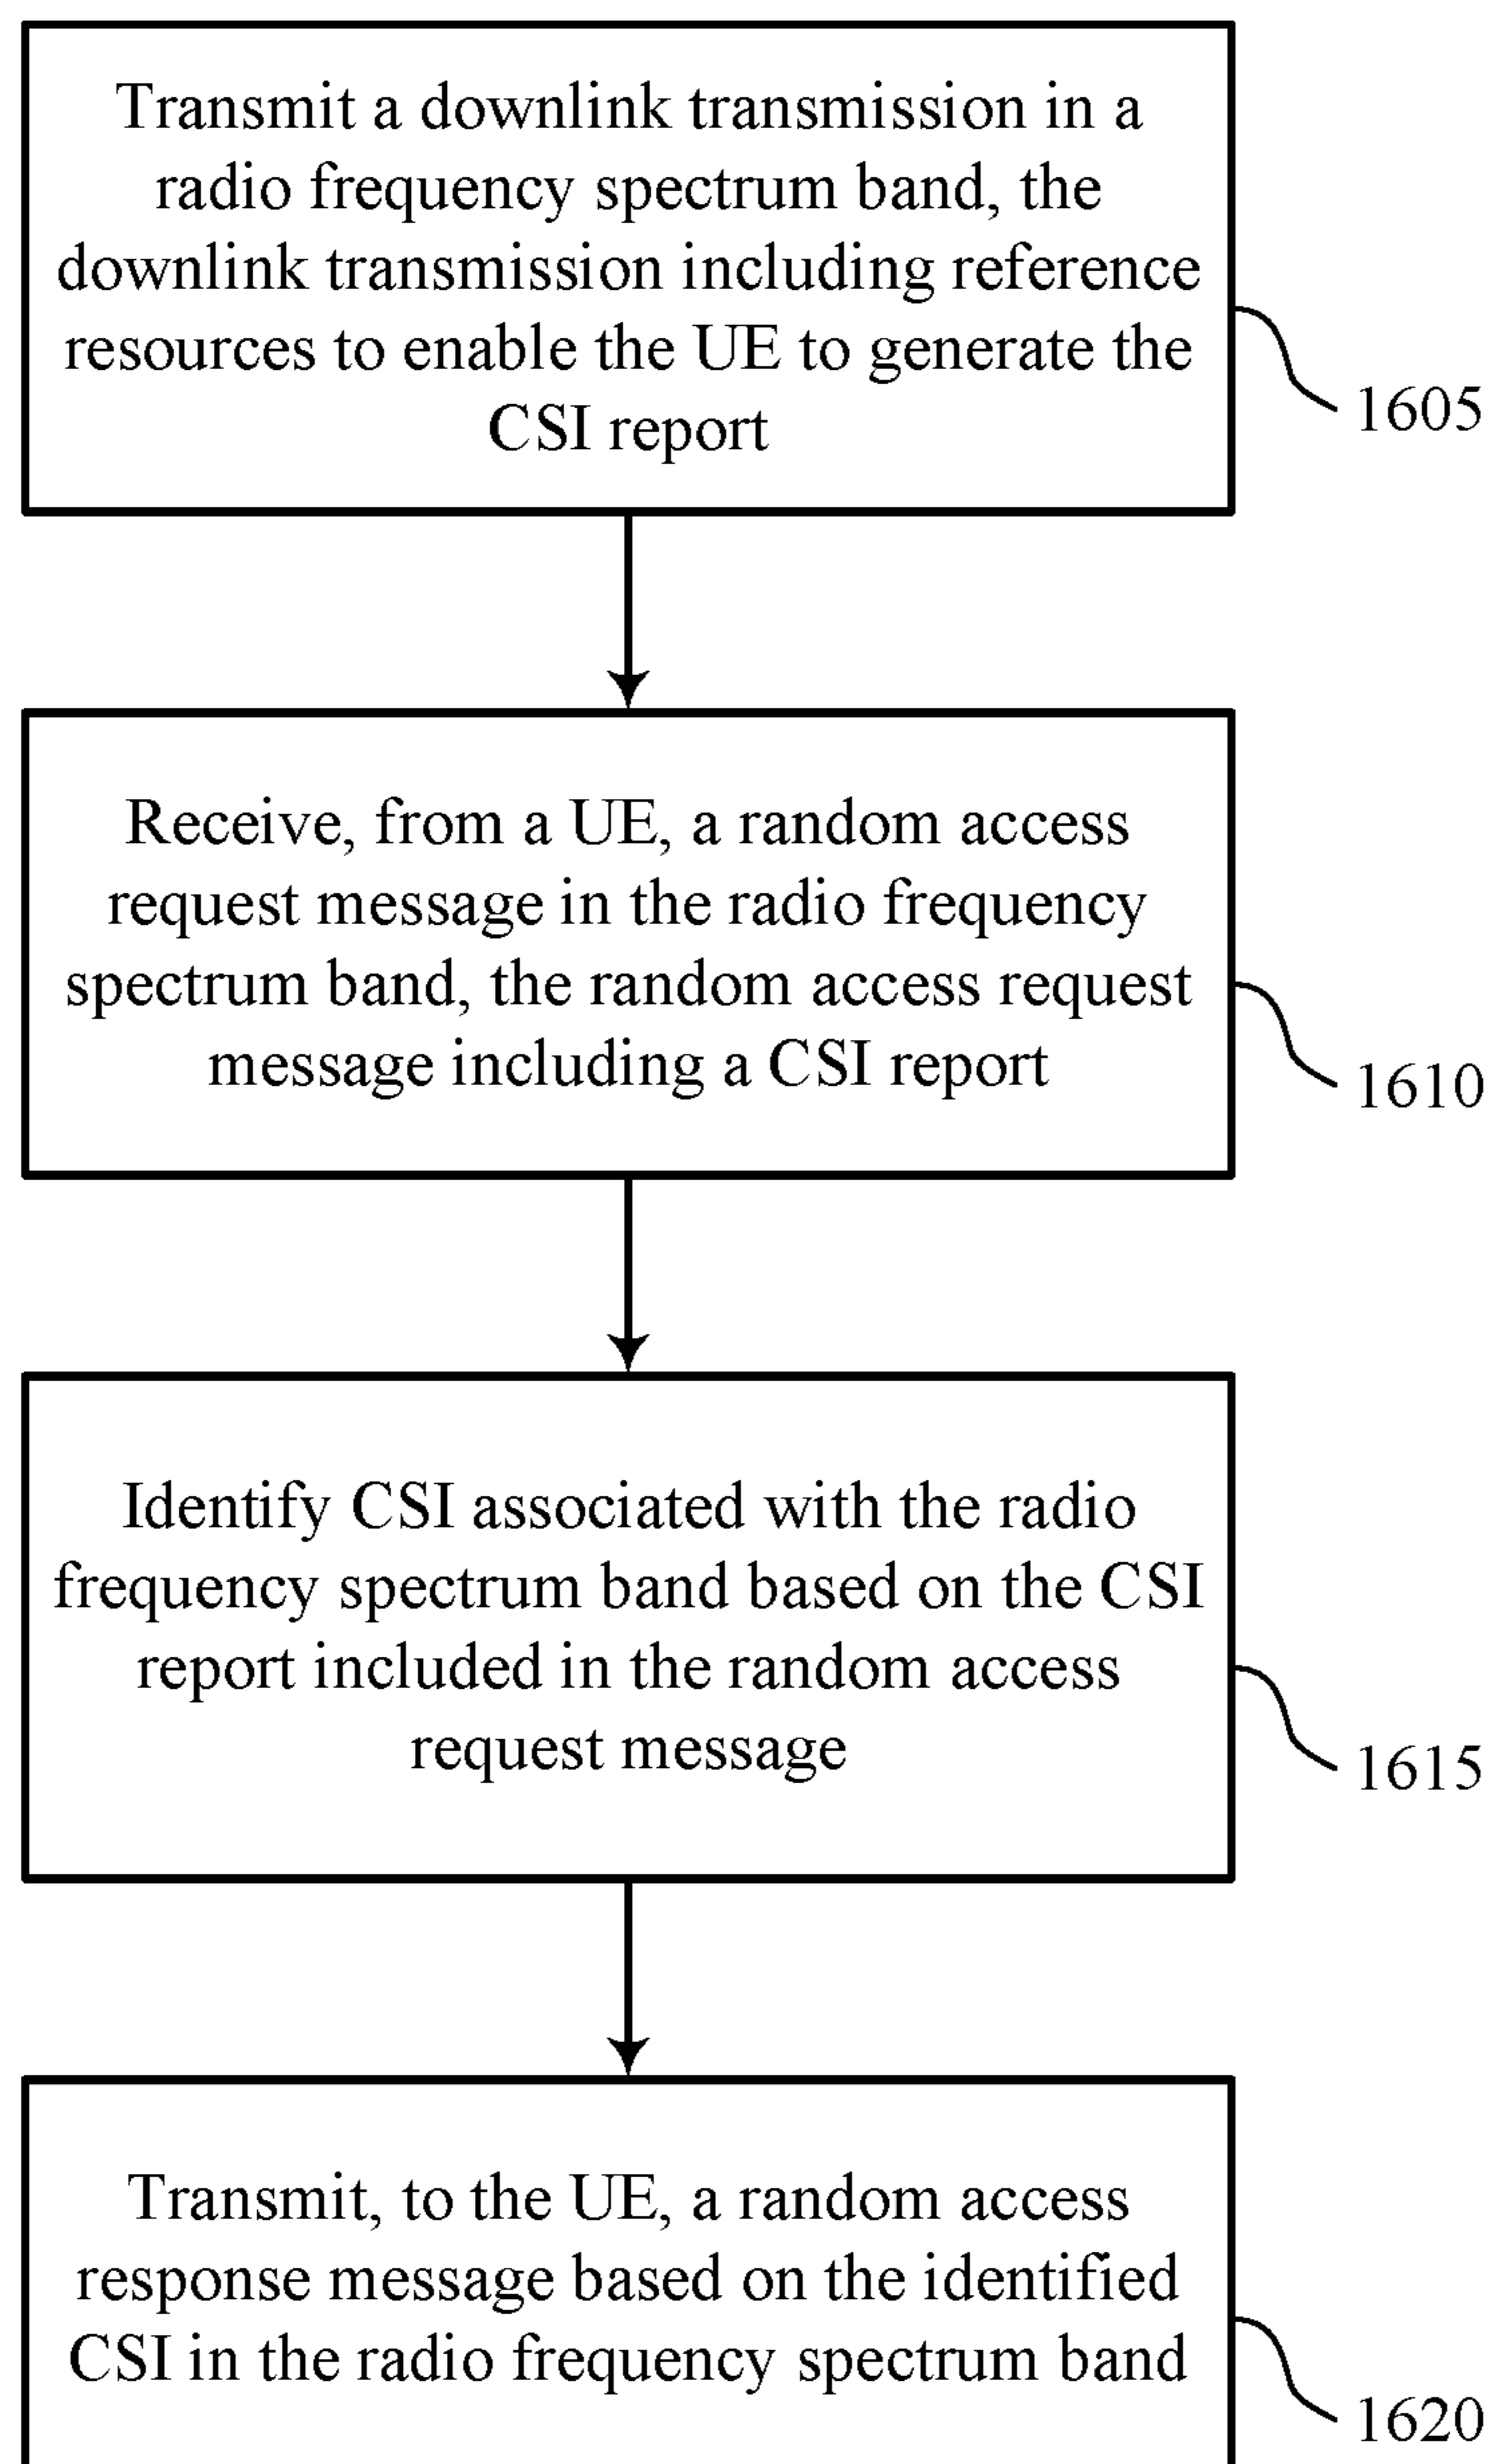 Transmit a downlink transmission in a
radio frequency spectrum band, the
downlink transmission including reference
resources to enable the UE to generate the
CSI report
1605
Receive, from a UE, a random access
request message in the radio frequency
spectrum band, the random access request
message including a CSI report
1610
Identify CSI associated with the radio
frequency spectrum band based on the CSI
report included in the random access
request message
1615
Transmit, to the UE, a random access
response message based on the identified
CSI in the radio frequency spectrum band
1620